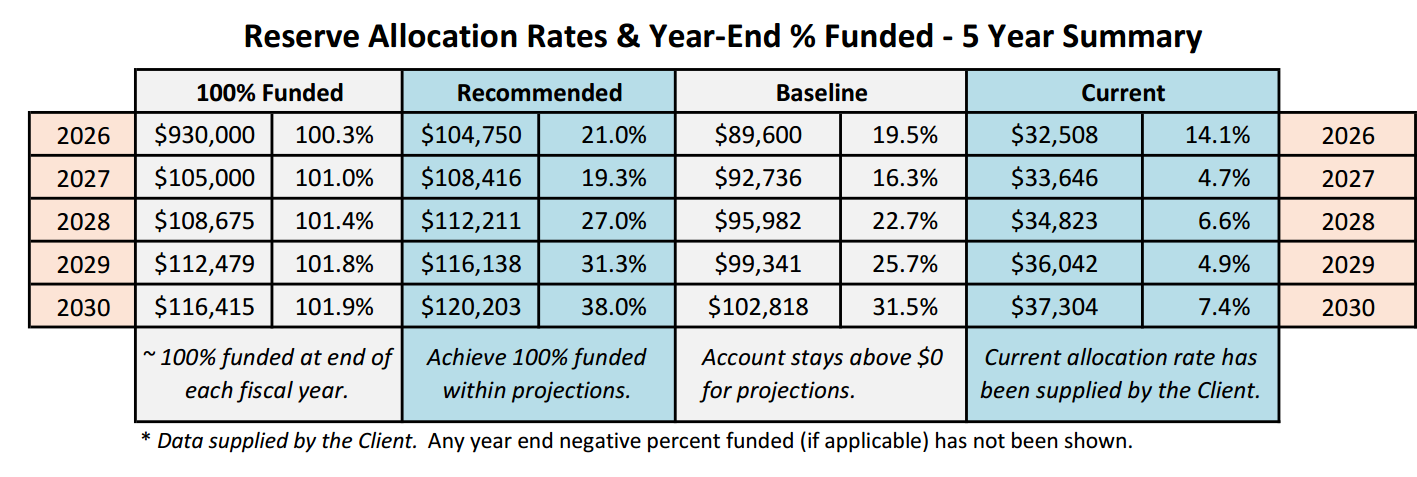 Reserve Allocation Rates & Year-End % Funded - 5 Year Summary
100% Funded Recommended Baseline Current
2026 $930,000 100.3% $104,750 21.0% $89,600 19.5% $32,508 14.1% 2026
2027 $105,000 101.0% $108,416 19.3% $92,736 16.3% $33,646 4.7% 2027
2028 $108,675 101.4% $112,211 27.0% $95,982 22.7% $34,823 6.6% 2028
2029 $112,479 101.8% $116,138 31.3% $99,341 25.7% $36,042 4.9% 2029
2030 $116,415 101.9% $120,203 38.0% $102,818 31.5% $37,304 7.4% 2030
~ 100% funded at end of Achieve 100% funded Account stays above $0 Current allocation rate has
each fiscal year. within projections. for projections. been supplied by the Client.
* Data supplied by the Client. Any year end negative percent funded (if applicable) has not been shown.